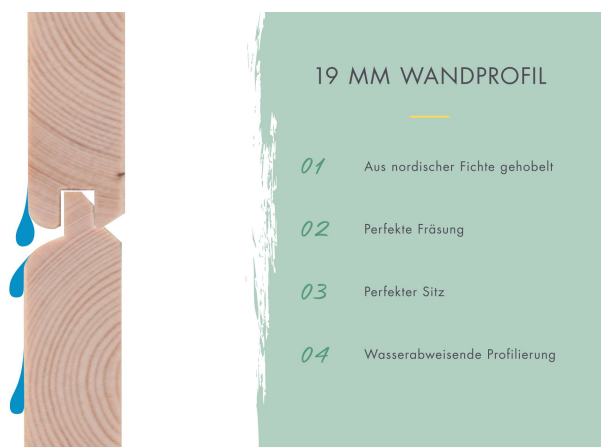 19 MM WANDPROFIL
01 Aus nordischer Fichte gehobelt
02 Perfekte Fräsung
03 Perfekter Sitz
04 Wasserabweisende Profilierung